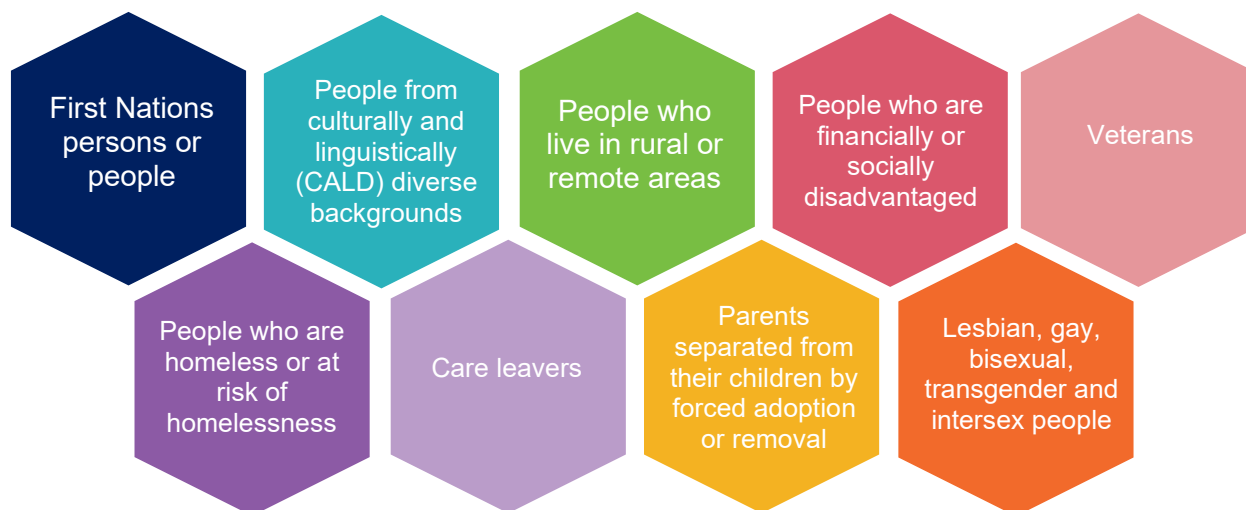 First Nations
persons or
people
People from
culturally and
linguistically
(CALD) diverse
backgrounds
People who
live in rural or
remote areas
People who are
financially or
socially
disadvantaged
Veterans
People who are
homeless or at
risk of
homelessness
Care leavers
Parents
separated from
their children by
forced adoption
or removal
Lesbian, gay,
bisexual,
transgender and
intersex people